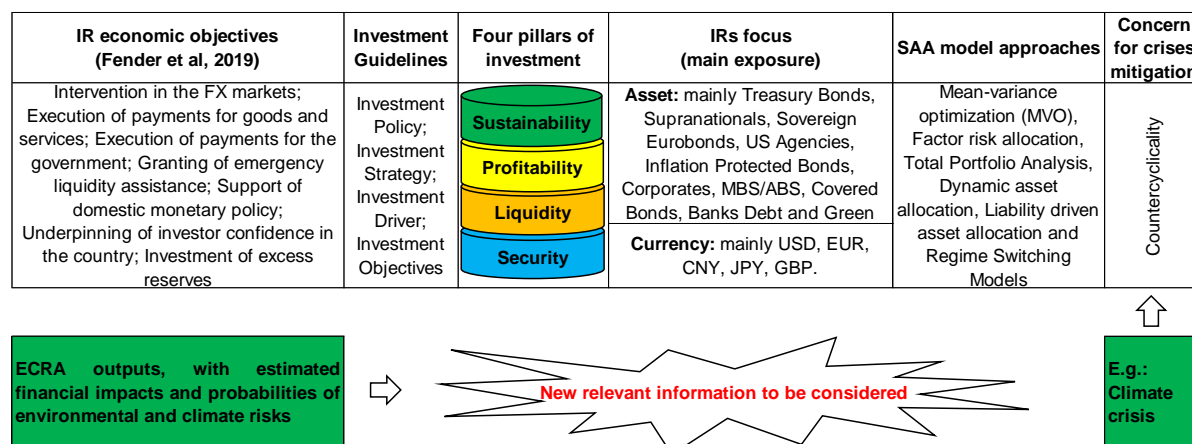 IR economic objectives
(Fender et al, 2019)
Investment
Guidelines
Four pillars of
investment
IRs focus
(main exposure)
SAA model approaches
Concern
for crises
mitigation
Intervention in the FX markets;
Execution of payments for goods and
services; Execution of payments for the
government; Granting of emergency
liquidity assistance; Support of
domestic monetary policy;
Underpinning of investor confidence in
the country; Investment of excess
reserves
Investment
Policy;
Investment
Strategy;
Investment
Driver;
Investment
Objectives
Sustainability
Profitability
Liquidity
Security
Asset: mainly Treasury Bonds,
Supranationals, Sovereign
Eurobonds, US Agencies,
Inflation Protected Bonds,
Corporates, MBS/ABS, Covered
Bonds, Banks Debt and Green
Currency: mainly USD, EUR,
CNY, JPY, GBP.
Mean-variance
optimization (MVO),
Factor risk allocation,
Total Portfolio Analysis,
Dynamic asset
allocation, Liability driven
asset allocation and
Regime Switching
Models
Countercyclicality
ECRA outputs, with estimated
financial impacts and probabilities of
environmental and climate risks
New relevant information to be considered
E.g.:
Climate
crisis